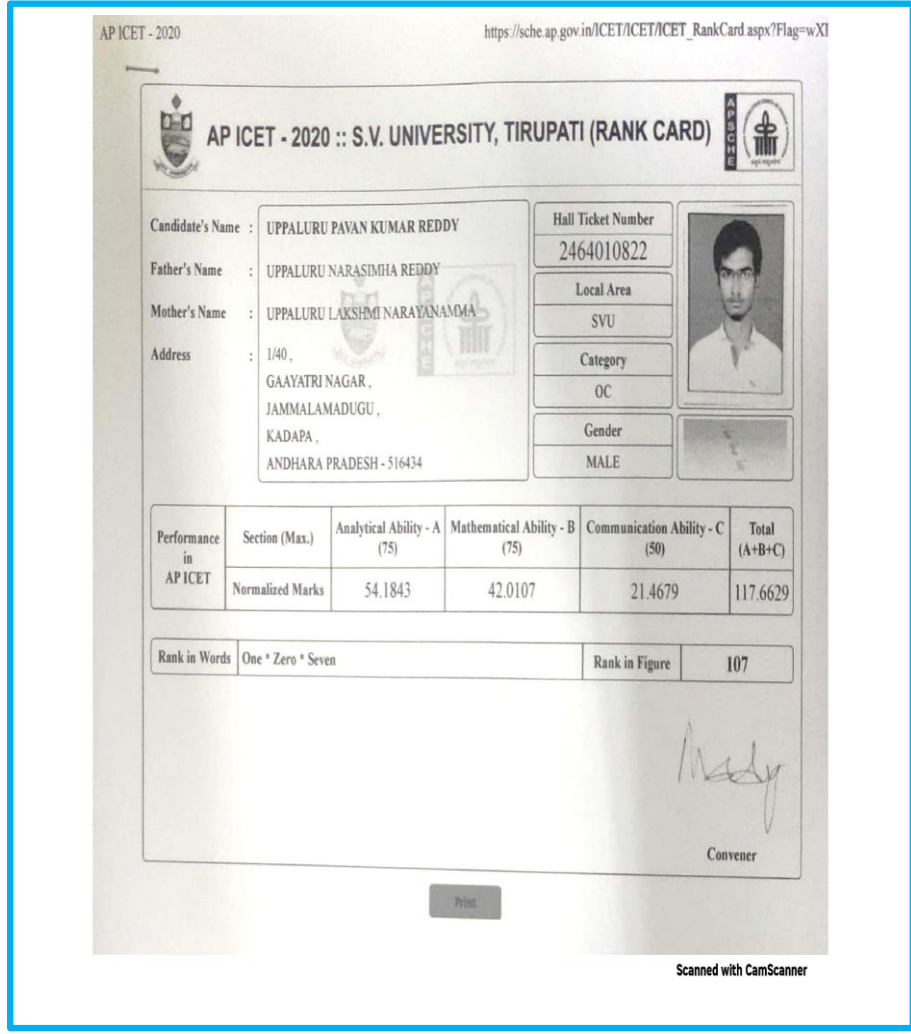 AP ICET - 2020
https://sche.ap.gov.in/ICET/ICET/ICET_RankCard.aspx?Flag=wXI
AP ICET - 2020 :: S.V. UNIVERSITY, TIRUPATI (RANK CARD)
APSCHE
Candidate's Name : UPPALURU PAVAN KUMAR REDDY
Father's Name : UPPALURU NARASIMHA REDDY
Mother's Name : UPPALURU LAKSHMI NARAYANAMMA
Address : 1/40 ,
GAAYATRI NAGAR ,
JAMMALAMADUGU ,
KADAPA ,
ANDHARA PRADESH - 516434
Hall Ticket Number
2464010822
Local Area
SVU
Category
OC
Gender
MALE
APSCHE
Performance in AP ICET
Section (Max.) Analytical Ability - A (75) Mathematical Ability - B (75) Communication Ability - C (50) Total (A+B+C)
Normalized Marks 54.1843 42.0107 21.4679 117.6629
Rank in Words One * Zero * Seven Rank in Figure 107
Convener
Print
Scanned with CamScanner